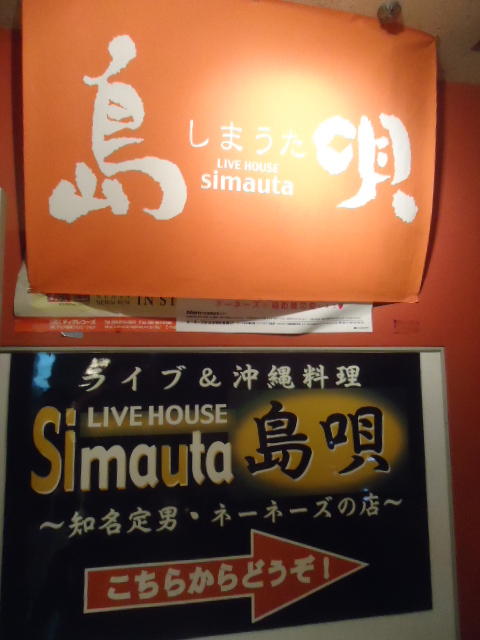 島唄
しまうた
LIVE HOUSE
simauta
IN ST
ライブ&沖縄料理
LIVE HOUSE
Simauta 島唄
～知名定男・ネーネーズの店～
こちらからどうぞ!